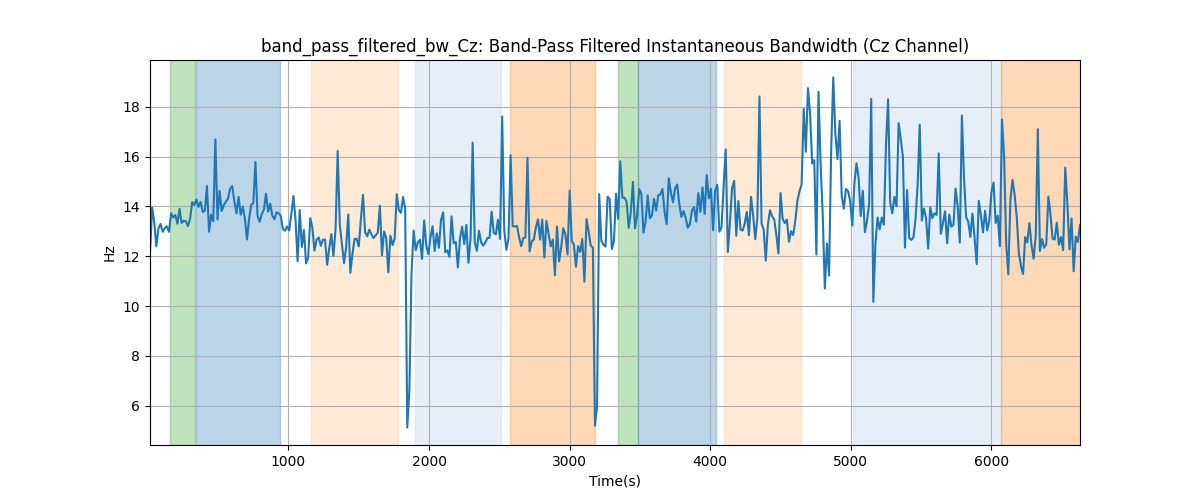 band_pass_filtered_bw_Cz: Band-Pass Filtered Instantaneous Bandwidth (Cz Channel)
18
16
14
12
10
8
6
Hz
1000 2000 3000 4000 5000 6000
Time(s)